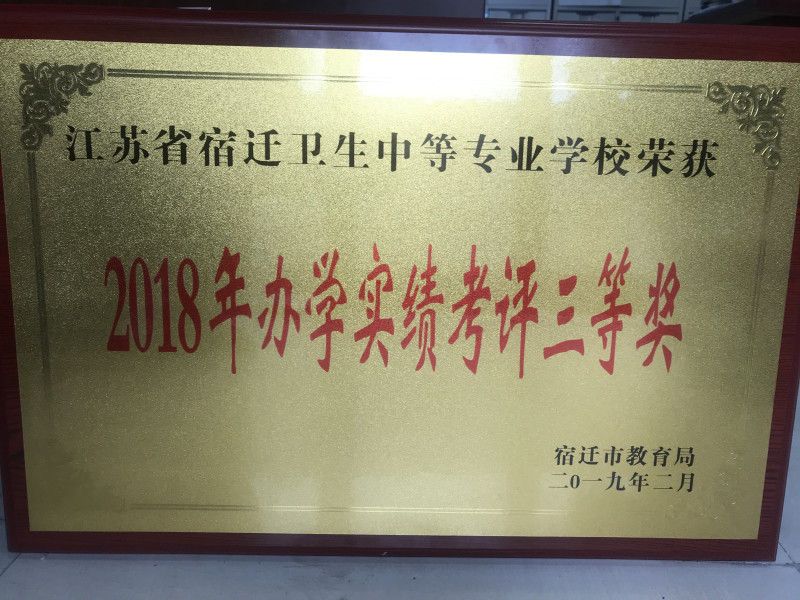 江苏省宿迁卫生中等专业学校荣获
2018年办学实绩考评三等奖
宿迁市教育局
二0一九年二月